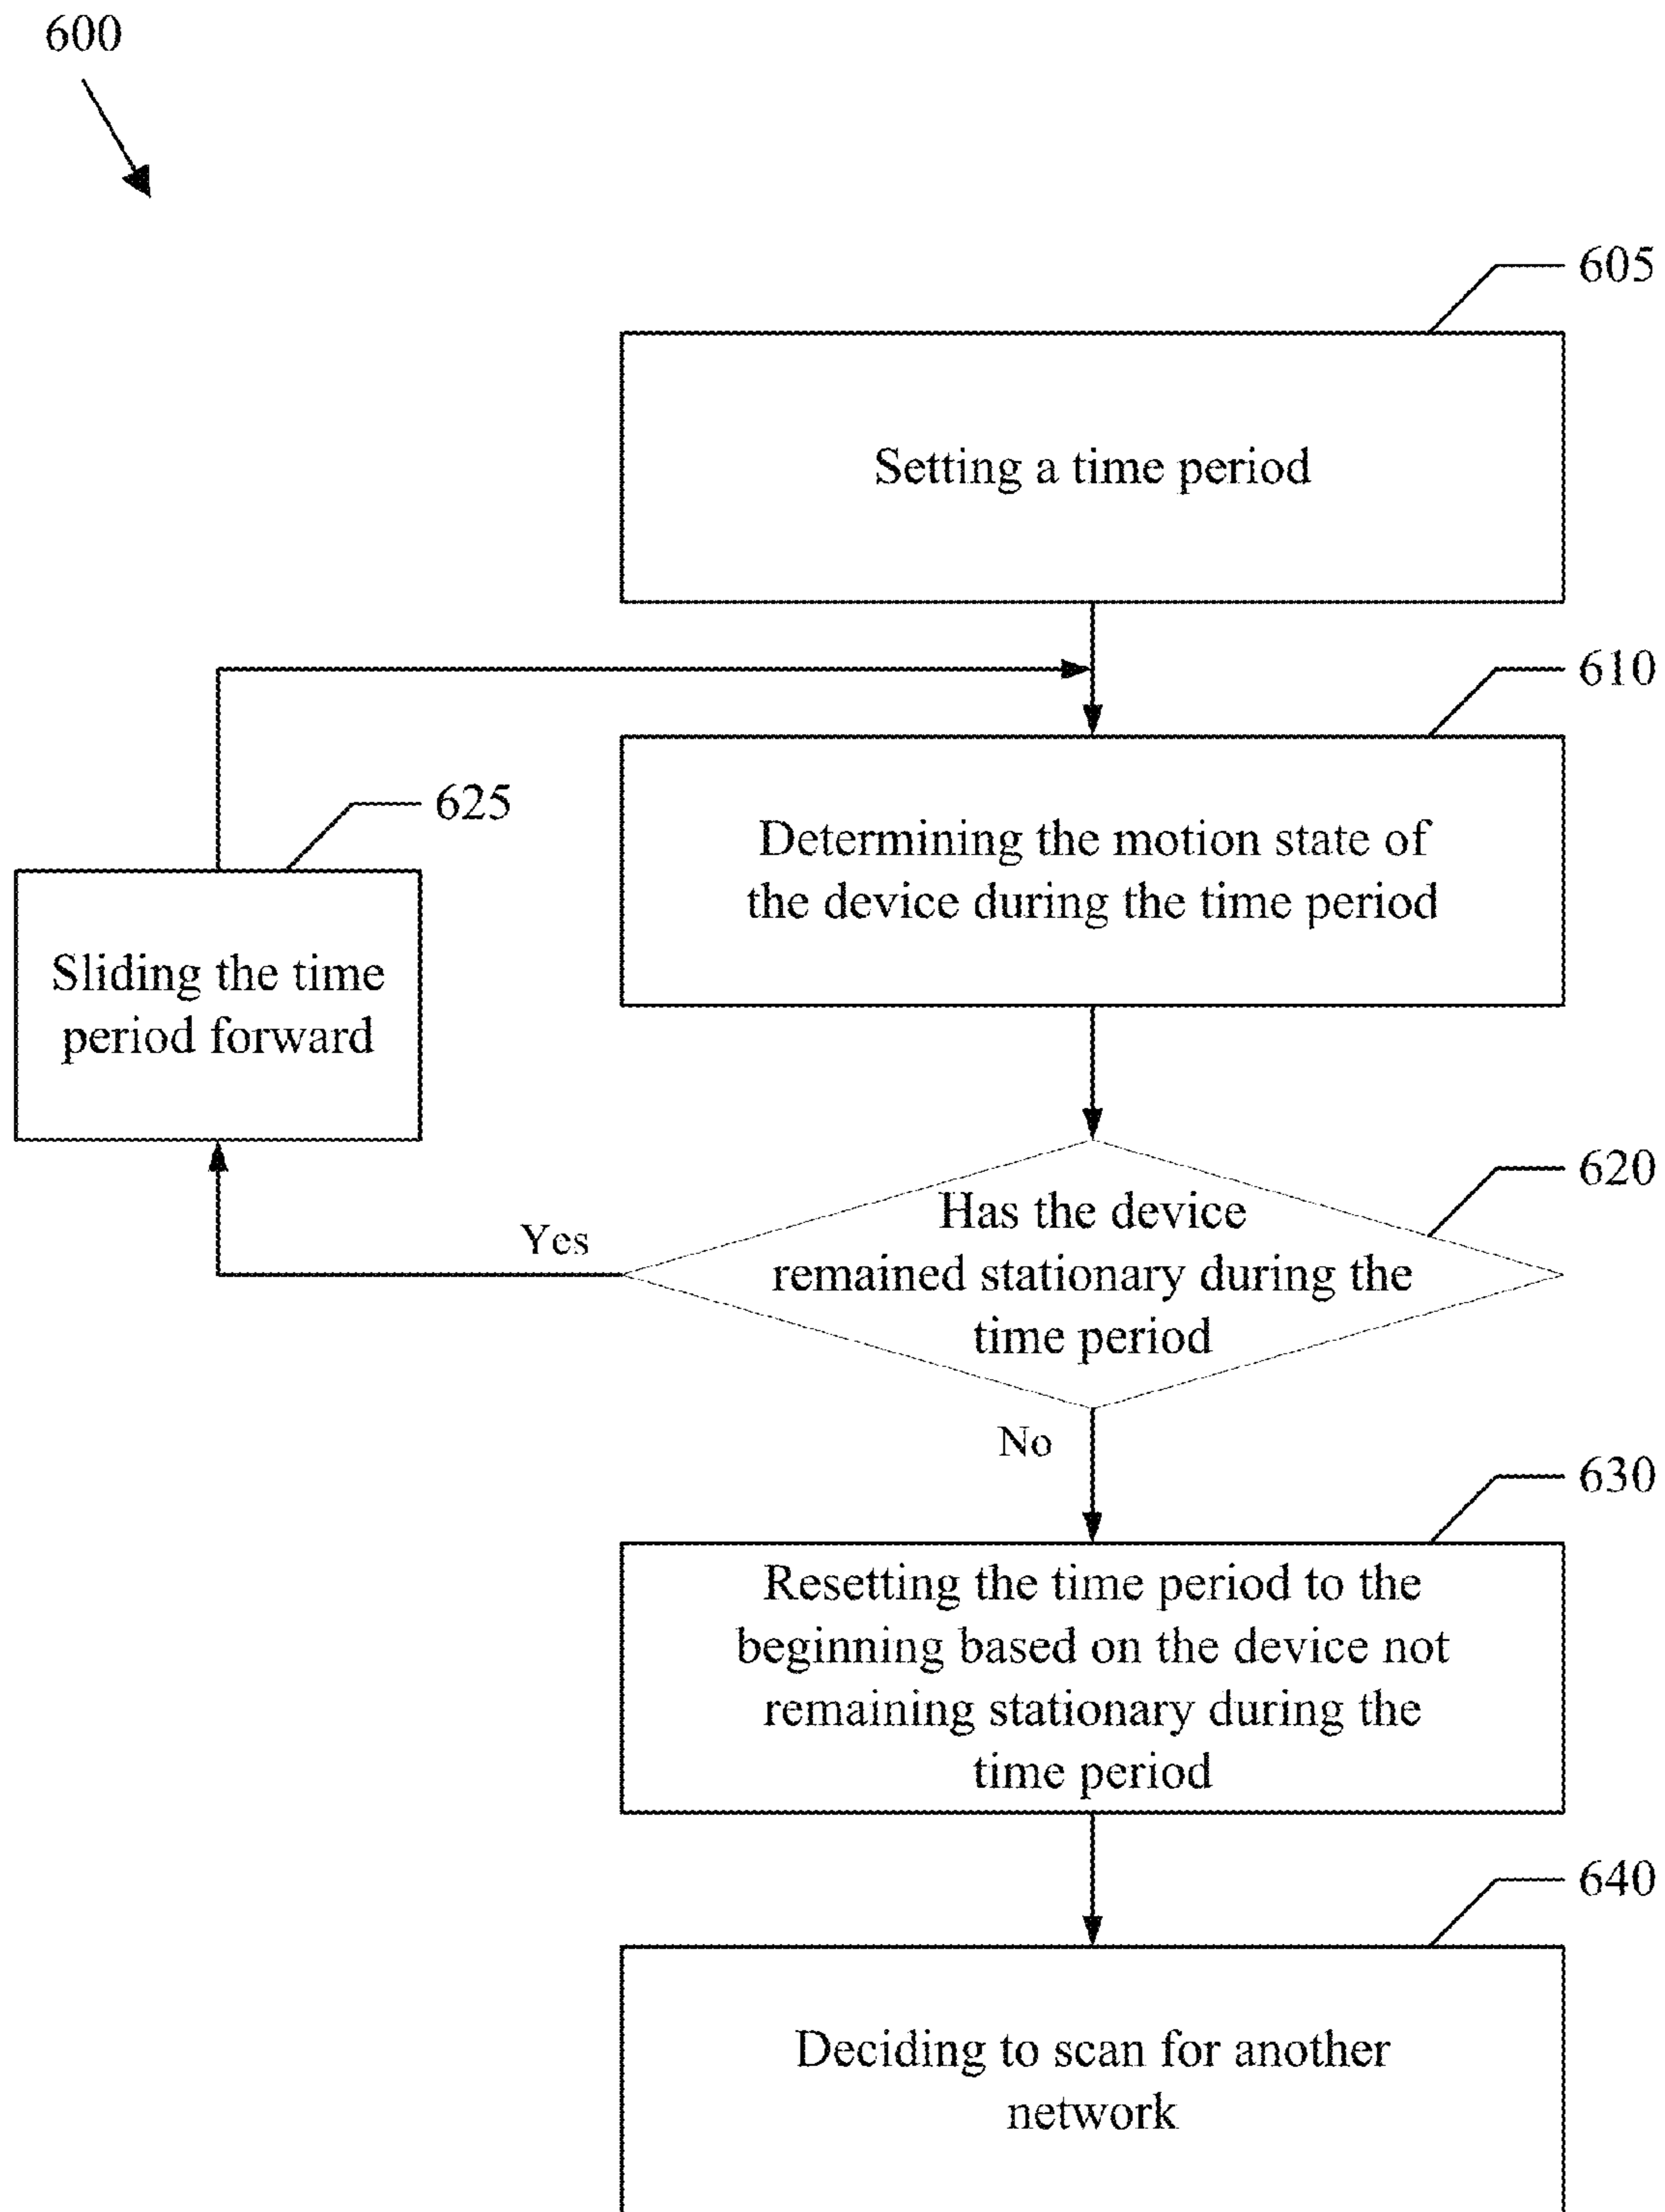 600
605
Setting a time period
610
Determining the motion state of
the device during the time period
625
Sliding the time
period forward
620
Has the device
remained stationary during the
time period
Yes
No
630
Resetting the time period to the
beginning based on the device not
remaining stationary during the
time period
640
Deciding to scan for another
network